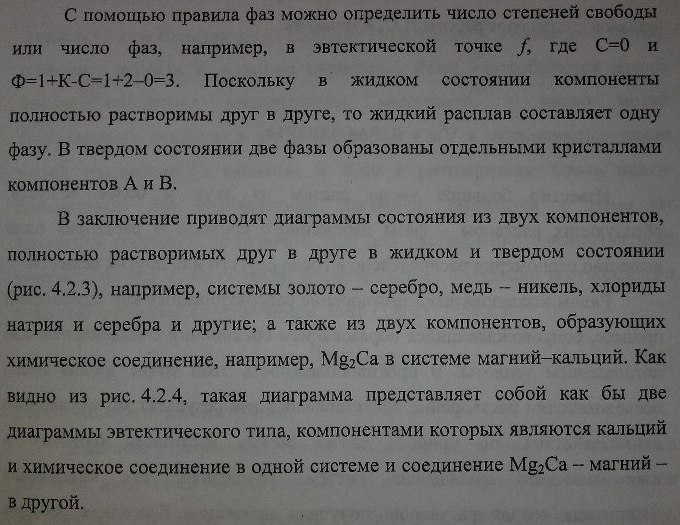 С помощью правила фаз можно определить число степеней свободы
или число фаз, например, в эвтектической точке f, где С=0 и
Ф=1+К-С=1+2–0=3. Поскольку в жидком состоянии компоненты
полностью растворимы друг в друге, то жидкий расплав составляет одну
фазу. В твердом состоянии две фазы образованы отдельными кристаллами
компонентов А и В.
В заключение приводят диаграммы состояния из двух компонентов,
полностью растворимых друг в друге в жидком и твердом состоянии
(рис. 4.2.3), например, системы золото – серебро, медь – никель, хлориды
натрия и серебра и другие; а также из двух компонентов, образующих
химическое соединение, например, Mg₂Ca в системе магний–кальций. Как
видно из рис. 4.2.4, такая диаграмма представляет собой как бы две
диаграммы эвтектического типа, компонентами которых являются кальций
и химическое соединение в одной системе и соединение Mg₂Ca – магний –
в другой.